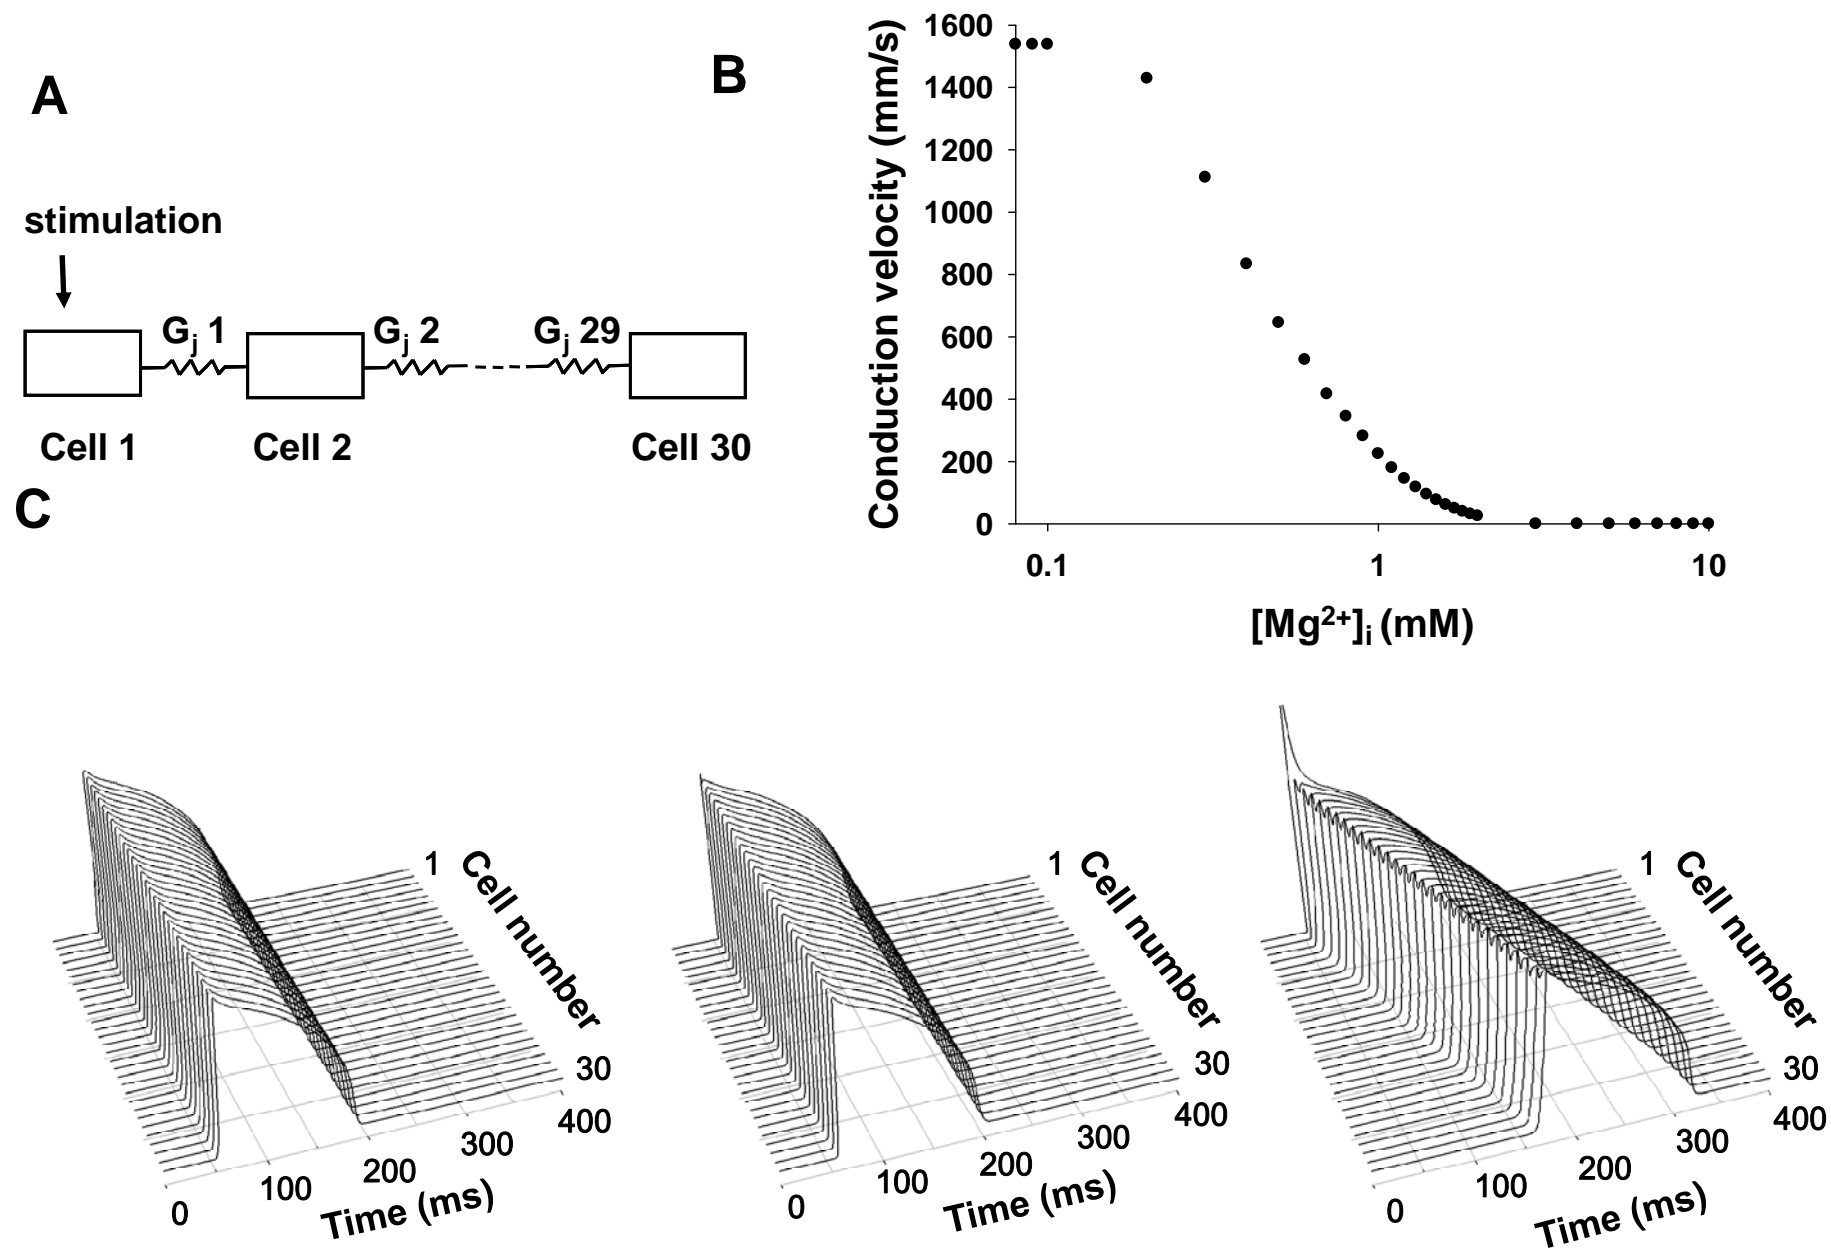 A
stimulation
Gj 1
Gj 2
Gj 29
Cell 1
Cell 2
Cell 30
B
Conduction velocity (mm/s)
1600
1400
1200
1000
800
600
400
200
0
0.1
1
10
[Mg2+]i (mM)
C
1
Cell number
30
400
300
200
100
0
Time (ms)
1
Cell number
30
400
300
200
100
0
Time (ms)
1
Cell number
30
400
300
200
100
0
Time (ms)